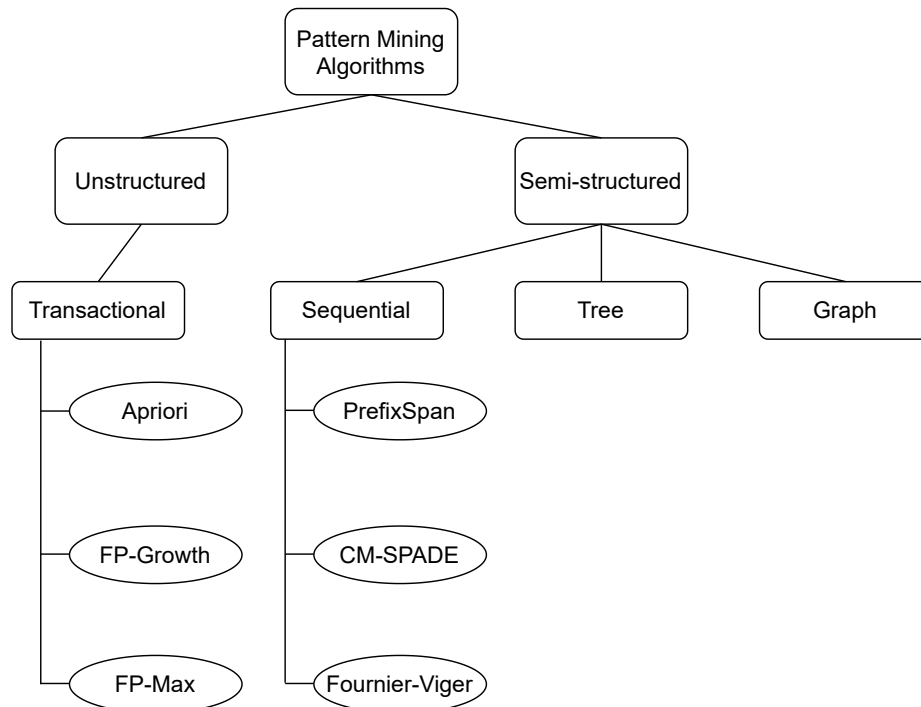 Pattern Mining
Algorithms
Unstructured
Semi-structured
Transactional
Sequential
Tree
Graph
Apriori
PrefixSpan
FP-Growth
CM-SPADE
FP-Max
Fournier-Viger